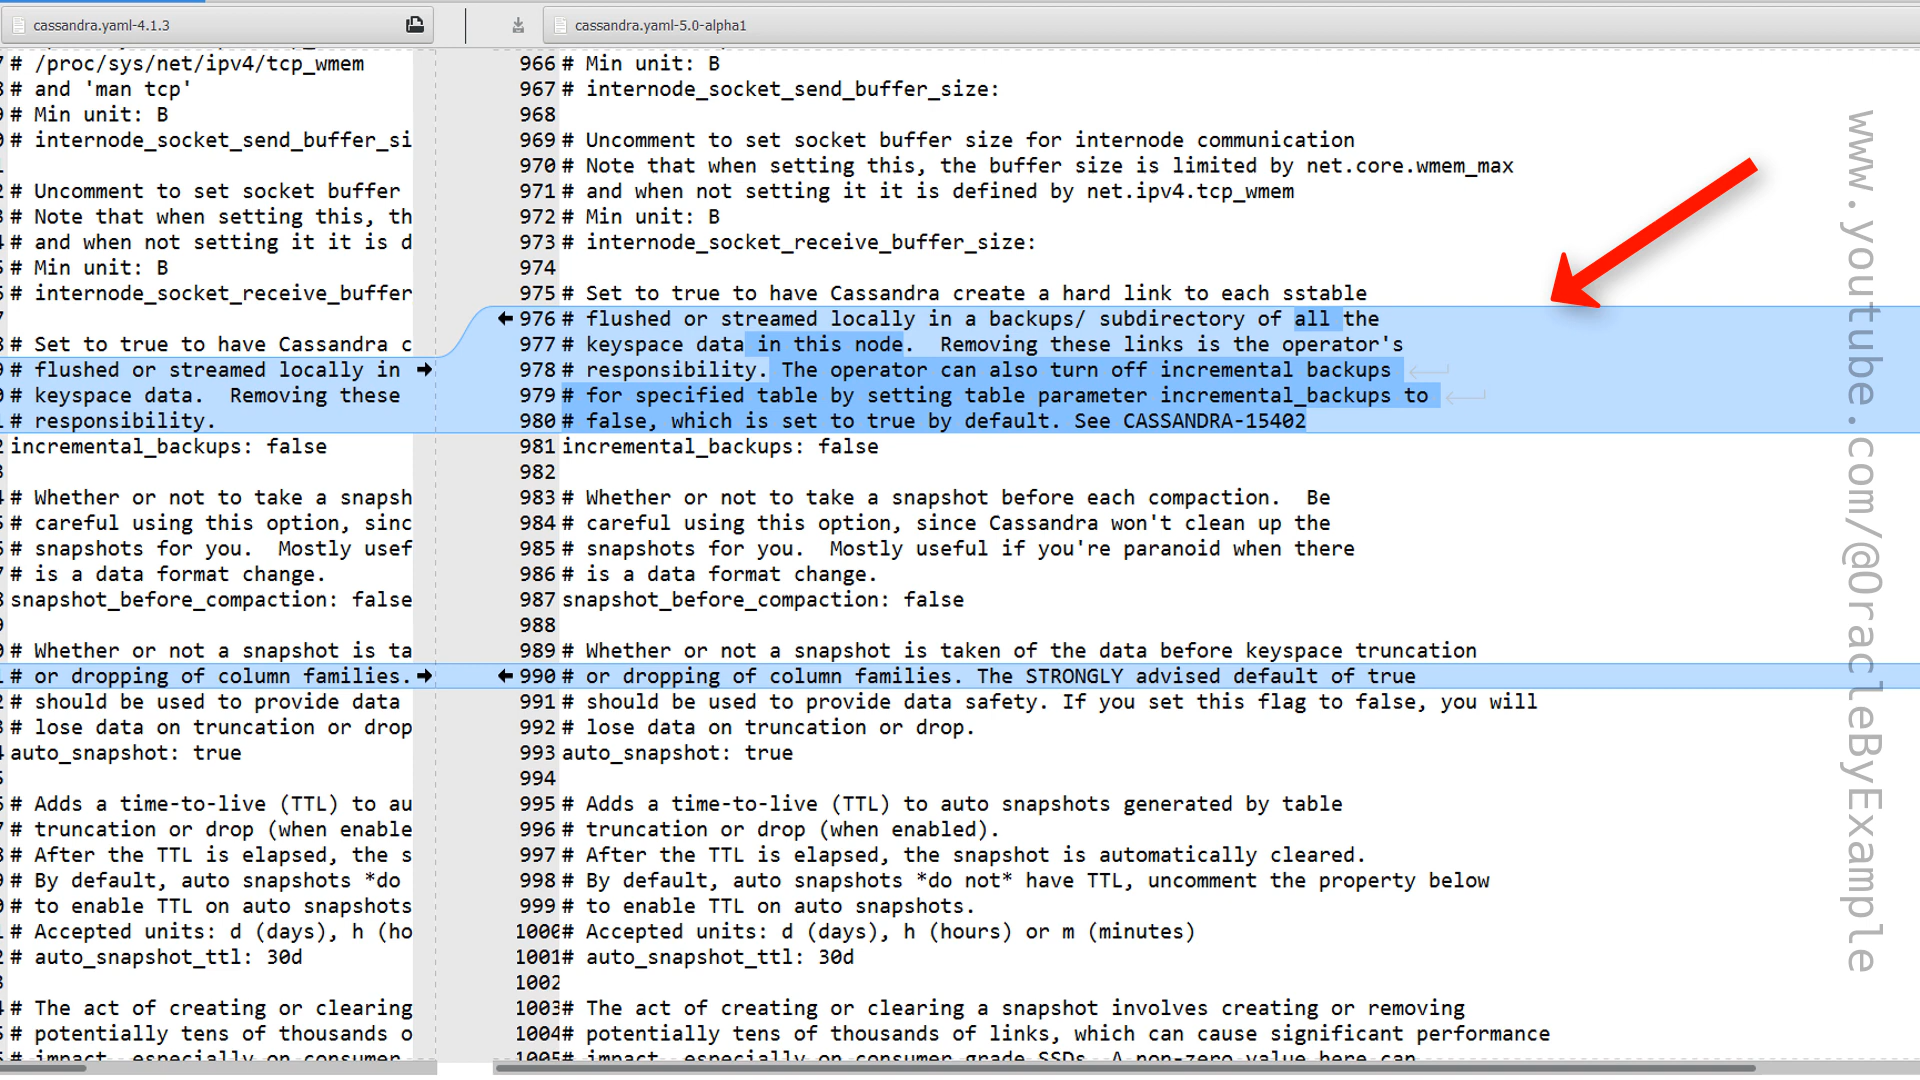 cassandra.yaml-4.1.3
# /proc/sys/net/ipv4/tcp_wmem
# and 'man tcp'
# Min unit: B
# internode_socket_send_buffer_si
# Uncomment to set socket buffer
# Note that when setting this, th
# and when not setting it it is d
# Min unit: B
# internode_socket_receive_buffer
# Set to true to have Cassandra c
# flushed or streamed locally in
# keyspace data.  Removing these
# responsibility.
incremental_backups: false
# Whether or not to take a snapsh
# careful using this option, sinc
# snapshots for you.  Mostly usef
# is a data format change.
snapshot_before_compaction: false
# Whether or not a snapshot is ta
# or dropping of column families.
# should be used to provide data
# lose data on truncation or drop
auto_snapshot: true
# Adds a time-to-live (TTL) to au
# truncation or drop (when enable
# After the TTL is elapsed, the s
# By default, auto snapshots *do
# to enable TTL on auto snapshots
# Accepted units: d (days), h (ho
# auto_snapshot_ttl: 30d
# The act of creating or clearing
# potentially tens of thousands o
# impact, especially on consumer
cassandra.yaml-5.0-alpha1
966 # Min unit: B
967 # internode_socket_send_buffer_size:
968
969 # Uncomment to set socket buffer size for internode communication
970 # Note that when setting this, the buffer size is limited by net.core.wmem_max
971 # and when not setting it it is defined by net.ipv4.tcp_wmem
972 # Min unit: B
973 # internode_socket_receive_buffer_size:
974
975 # Set to true to have Cassandra create a hard link to each sstable
976 # flushed or streamed locally in a backups/ subdirectory of all the
977 # keyspace data in this node.  Removing these links is the operator's
978 # responsibility. The operator can also turn off incremental backups
979 # for specified table by setting table parameter incremental_backups to
980 # false, which is set to true by default. See CASSANDRA-15402
981 incremental_backups: false
982
983 # Whether or not to take a snapshot before each compaction.  Be
984 # careful using this option, since Cassandra won't clean up the
985 # snapshots for you.  Mostly useful if you're paranoid when there
986 # is a data format change.
987 snapshot_before_compaction: false
988
989 # Whether or not a snapshot is taken of the data before keyspace truncation
990 # or dropping of column families. The STRONGLY advised default of true
991 # should be used to provide data safety. If you set this flag to false, you will
992 # lose data on truncation or drop.
993 auto_snapshot: true
994
995 # Adds a time-to-live (TTL) to auto snapshots generated by table
996 # truncation or drop (when enabled).
997 # After the TTL is elapsed, the snapshot is automatically cleared.
998 # By default, auto snapshots *do not* have TTL, uncomment the property below
999 # to enable TTL on auto snapshots.
1000 # Accepted units: d (days), h (hours) or m (minutes)
1001 # auto_snapshot_ttl: 30d
1002
1003 # The act of creating or clearing a snapshot involves creating or removing
1004 # potentially tens of thousands of links, which can cause significant performance
1005 # impact, especially on consumer grade SSDs. A non-zero value here can
www.youtube.com/@OracleByExample